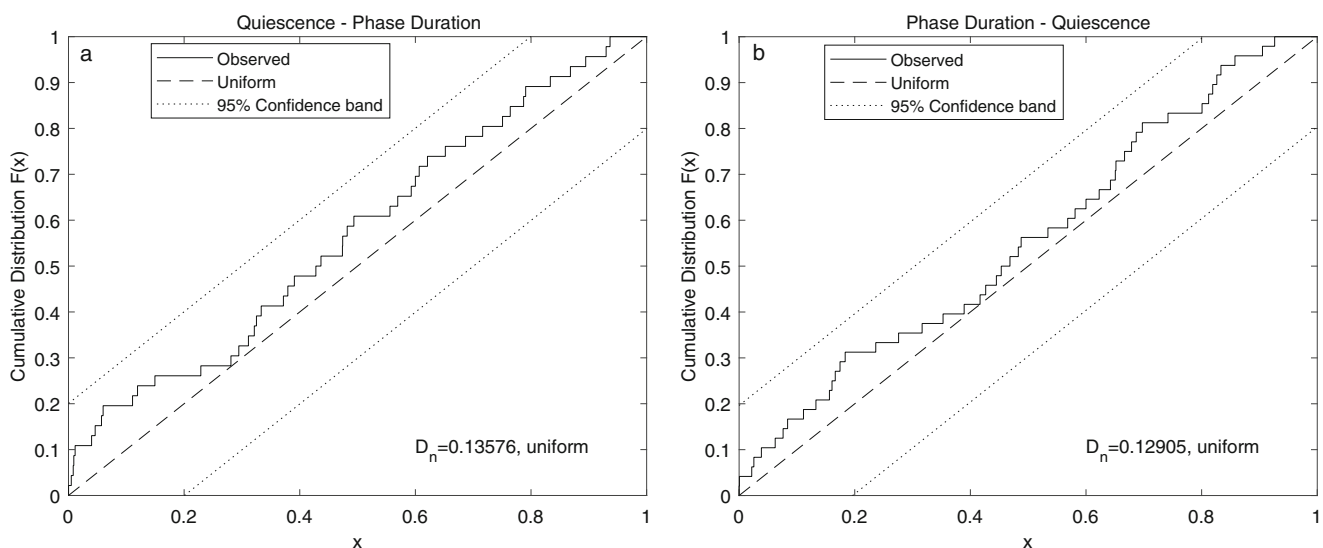 Quiescence - Phase Duration
a
Observed
Uniform
95% Confidence band
Cumulative Distribution F(x)
1
0.9
0.8
0.7
0.6
0.5
0.4
0.3
0.2
0.1
0
D_n=0.13576, uniform
0 0.2 0.4 0.6 0.8 1
x
Phase Duration - Quiescence
b
Observed
Uniform
95% Confidence band
Cumulative Distribution F(x)
1
0.9
0.8
0.7
0.6
0.5
0.4
0.3
0.2
0.1
0
D_n=0.12905, uniform
0 0.2 0.4 0.6 0.8 1
x